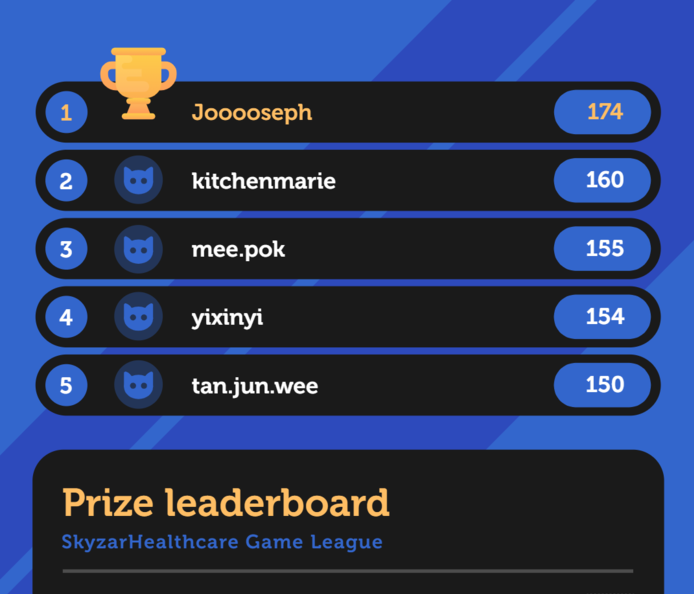 1 Jooooseph 174
2 kitchenmarie 160
3 mee.pok 155
4 yixinyi 154
5 tan.jun.wee 150
Prize leaderboard
SkyzarHealthcare Game League